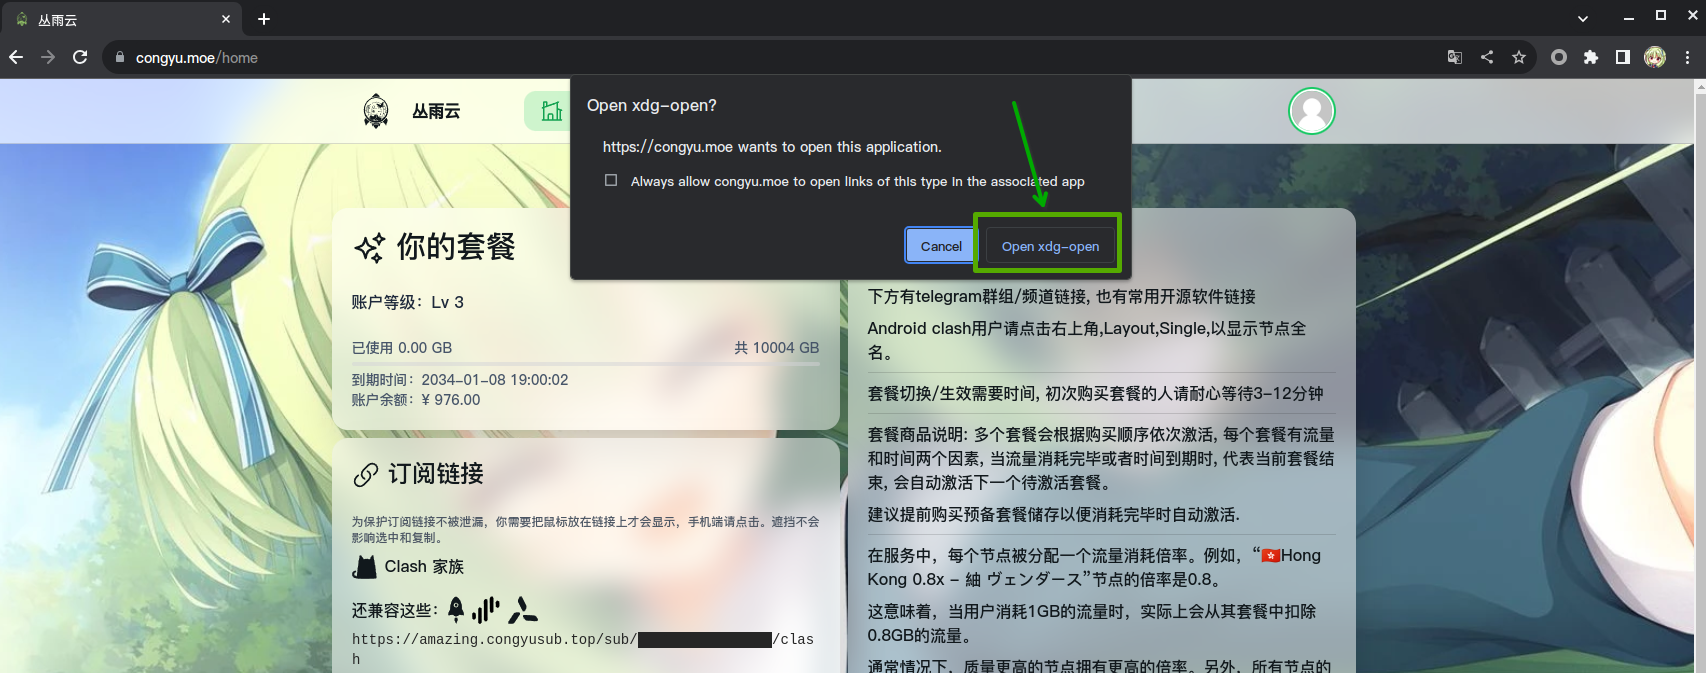 丛雨云
congyu.moe/home
丛雨云
Open xdg-open?
https://congyu.moe wants to open this application.
Always allow congyu.moe to open links of this type in the associated app
Cancel
Open xdg-open
你的套餐
账户等级：Lv 3
已使用 0.00 GB
共 10004 GB
到期时间：2034-01-08 19:00:02
账户余额：¥ 976.00
订阅链接
为保护订阅链接不被泄漏，你需要把鼠标放在链接上才会显示，手机端请点击。遮挡不会
影响选中和复制。
Clash 家族
还兼容这些：
https://amazing.congyusub.top/sub/
/clas
h
下方有telegram群组/频道链接, 也有常用开源软件链接
Android clash用户请点击右上角,Layout,Single,以显示节点全
名。
套餐切换/生效需要时间, 初次购买套餐的人请耐心等待3-12分钟
套餐商品说明: 多个套餐会根据购买顺序依次激活, 每个套餐有流量
和时间两个因素, 当流量消耗完毕或者时间到期时, 代表当前套餐结
束, 会自动激活下一个待激活套餐。
建议提前购买预备套餐储存以便消耗完毕时自动激活.
在服务中，每个节点被分配一个流量消耗倍率。例如，“🇭🇰Hong
Kong 0.8x - 紬 ヴェンダース”节点的倍率是0.8。
这意味着，当用户消耗1GB的流量时，实际上会从其套餐中扣除
0.8GB的流量。
通常情况下，质量更高的节点拥有更高的倍率。另外，所有节点的